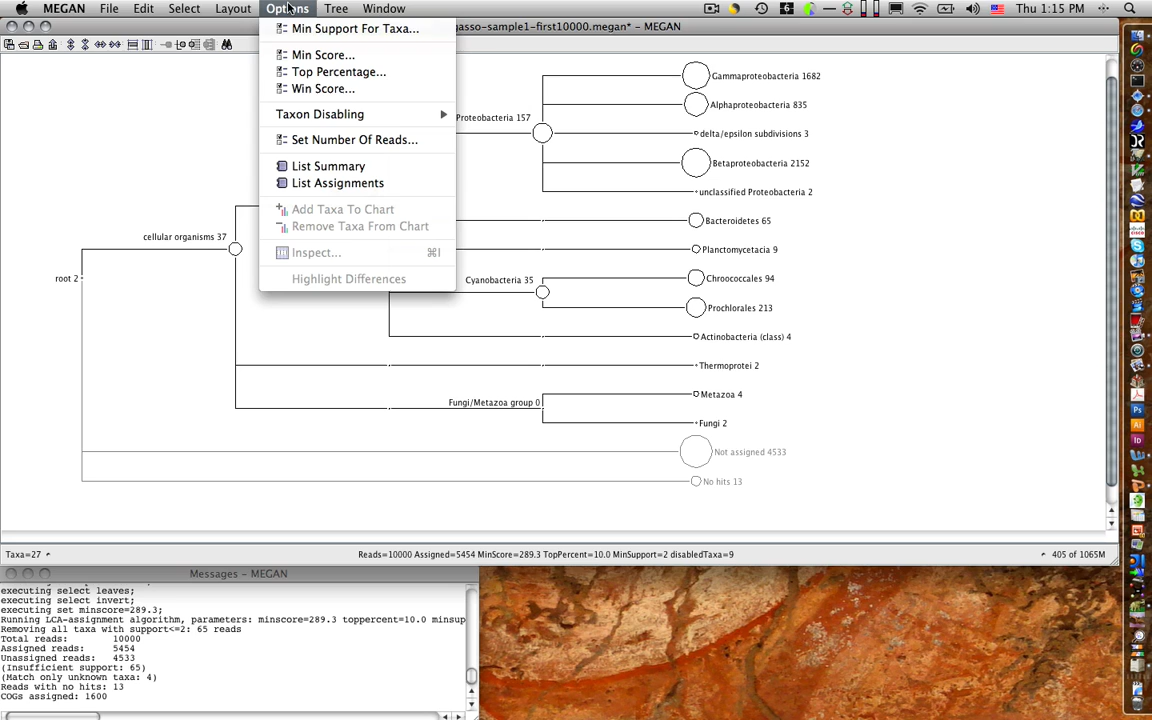 MEGAN File Edit Select Layout Options Tree Window Thu 1:15 PM
gasso-sample1-first10000.megan* - MEGAN
Min Support For Taxa...
Min Score...
Top Percentage...
Win Score...
Taxon Disabling
Set Number Of Reads...
List Summary
List Assignments
Add Taxa To Chart
Remove Taxa From Chart
Inspect... ⌘I
Highlight Differences
Gammaproteobacteria 1682
Alphaproteobacteria 835
Proteobacteria 157
delta/epsilon subdivisions 3
Betaproteobacteria 2152
unclassified Proteobacteria 2
Bacteroidetes 65
cellular organisms 37
Planctomycetacia 9
root 2
Cyanobacteria 35
Chroococcales 94
Prochlorales 213
Actinobacteria (class) 4
Thermoprotei 2
Metazoa 4
Fungi/Metazoa group 0
Fungi 2
Not assigned 4533
No hits 13
Taxa=27 Reads=10000 Assigned=5454 MinScore=289.3 TopPercent=10.0 MinSupport=2 disabledTaxa=9 405 of 1065M
Messages - MEGAN
executing select leaves;
executing select invert;
executing set minscore=289.3;
Running LCA-assignment algorithm, parameters: minscore=289.3 toppercent=10.0 minsup
Removing all taxa with support<=2: 65 reads
Total reads: 10000
Assigned reads: 5454
Unassigned reads: 4533
(Insufficient support: 65)
(Match only unknown taxa: 4)
Reads with no hits: 13
COGs assigned: 1600